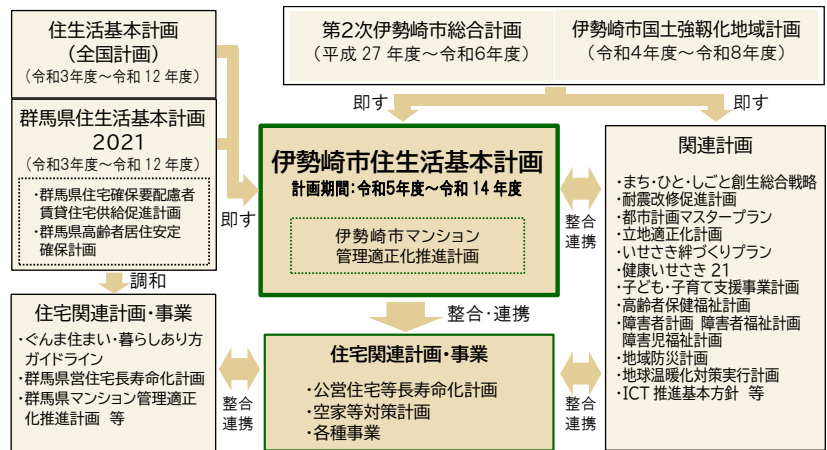 住生活基本計画
(全国計画)
(令和3年度～令和 12 年度)
群馬県住生活基本計画
2021
(令和3年度～令和 12 年度)
・群馬県住宅確保要配慮者
賃貸住宅供給促進計画
・群馬県高齢者居住安定
確保計画
調和
住宅関連計画・事業
・ぐんま住まい・暮らしあり方
ガイドライン
・群馬県営住宅長寿命化計画
・群馬県マンション管理適正
化推進計画 等
第2次伊勢崎市総合計画
(平成 27 年度～令和6年度)
伊勢崎市国土強靱化地域計画
(令和4年度～令和8年度)
即す
即す
即す
伊勢崎市住生活基本計画
計画期間:令和5年度～令和 14 年度
伊勢崎市マンション
管理適正化推進計画
整合
連携
整合・連携
住宅関連計画・事業
・公営住宅等長寿命化計画
・空家等対策計画
・各種事業
整合
連携
整合
連携
関連計画
・まち・ひと・しごと創生総合戦略
・耐震改修促進計画
・都市計画マスタープラン
・立地適正化計画
・いせさき絆づくりプラン
・健康いせさき 21
・子ども・子育て支援事業計画
・高齢者保健福祉計画
・障害者計画 障害者福祉計画
障害児福祉計画
・地域防災計画
・地球温暖化対策実行計画
・ICT 推進基本方針 等